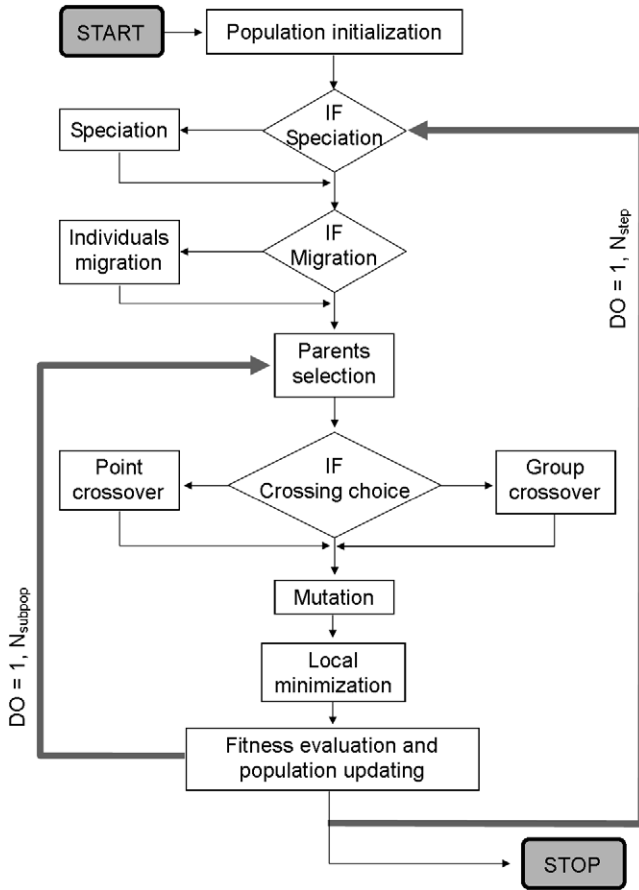 START
Population initialization
IF
Speciation
Speciation
IF
Migration
Individuals
migration
DO = 1, Nstep
Parents
selection
Point
crossover
IF
Crossing choice
Group
crossover
Mutation
Local
minimization
DO = 1, Nsubpop
Fitness evaluation and
population updating
STOP